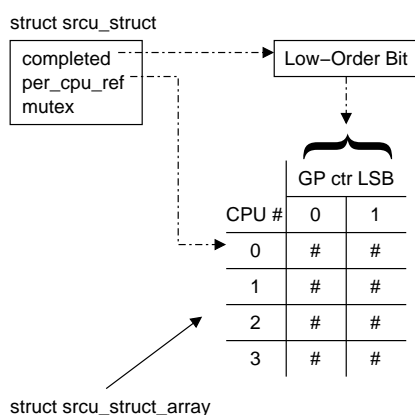 struct srcu_struct
completed
per_cpu_ref
mutex
Low−Order Bit
GP ctr LSB
CPU # 0 1
0 # #
1 # #
2 # #
3 # #
struct srcu_struct_array